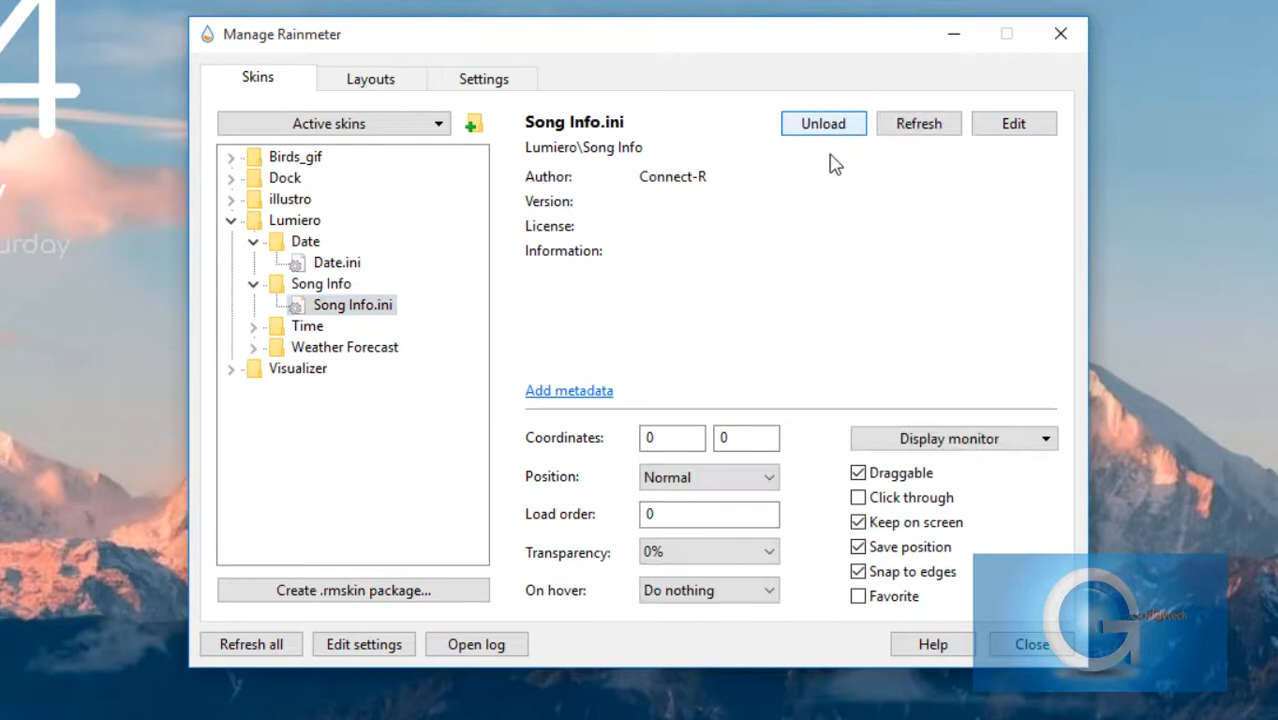 4
Manage Rainmeter
Skins
Layouts
Settings
Active skins
Song Info.ini
Unload
Refresh
Edit
Lumiero\Song Info
Birds_gif
Dock
illustro
Lumiero
Date
Date.ini
Song Info
Song Info.ini
Time
Weather Forecast
Visualizer
Author: Connect-R
Version:
License:
Information:
Add metadata
Coordinates: 0 0
Display monitor
Position: Normal
Load order: 0
Transparency: 0%
On hover: Do nothing
Draggable
Click through
Keep on screen
Save position
Snap to edges
Favorite
Create .rmskin package...
Refresh all
Edit settings
Open log
Help
Close
urday
G